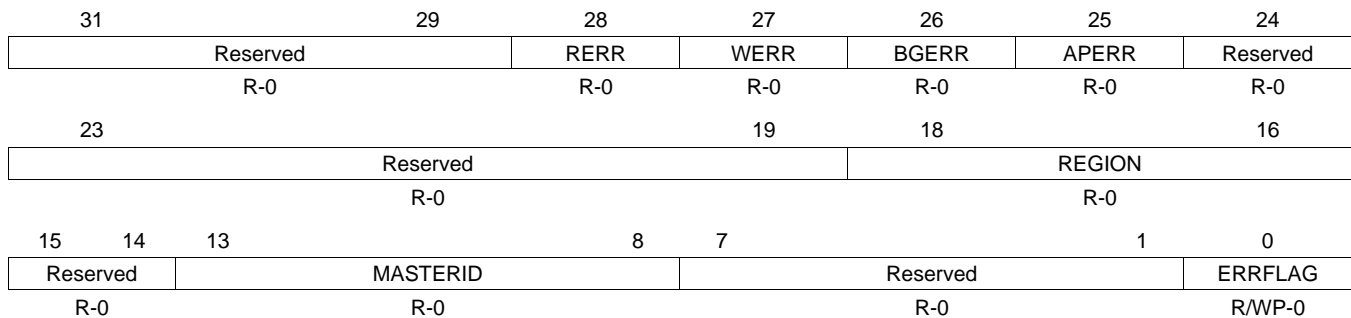 31 29 28 27 26 25 24
Reserved RERR WERR BGERR APERR Reserved
R-0 R-0 R-0 R-0 R-0 R-0
23 19 18 16
Reserved REGION
R-0 R-0
15 14 13 8 7 1 0
Reserved MASTERID Reserved ERRFLAG
R-0 R-0 R-0 R/WP-0